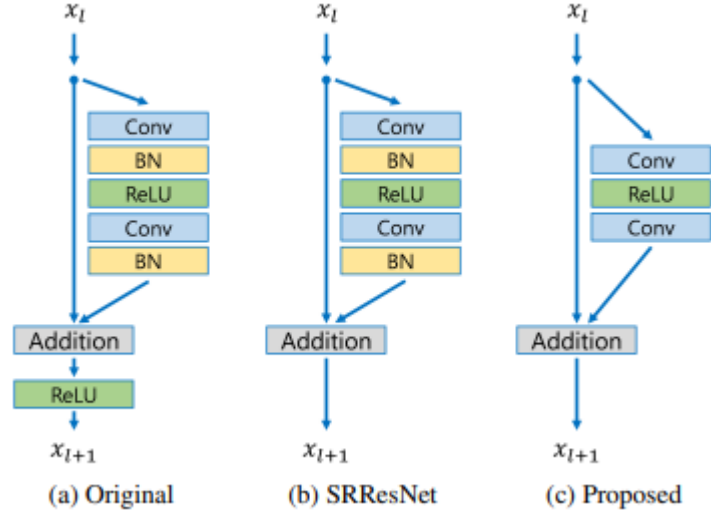 x_l
Conv
BN
ReLU
Conv
BN
Addition
ReLU
x_{l+1}
(a) Original
x_l
Conv
BN
ReLU
Conv
BN
Addition
x_{l+1}
(b) SRResNet
x_l
Conv
ReLU
Conv
Addition
x_{l+1}
(c) Proposed